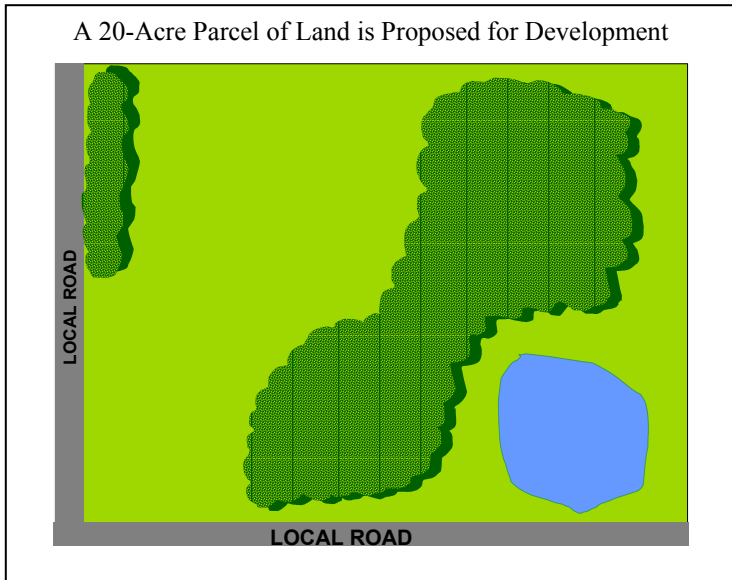 A 20-Acre Parcel of Land is Proposed for Development
LOCAL ROAD
LOCAL ROAD